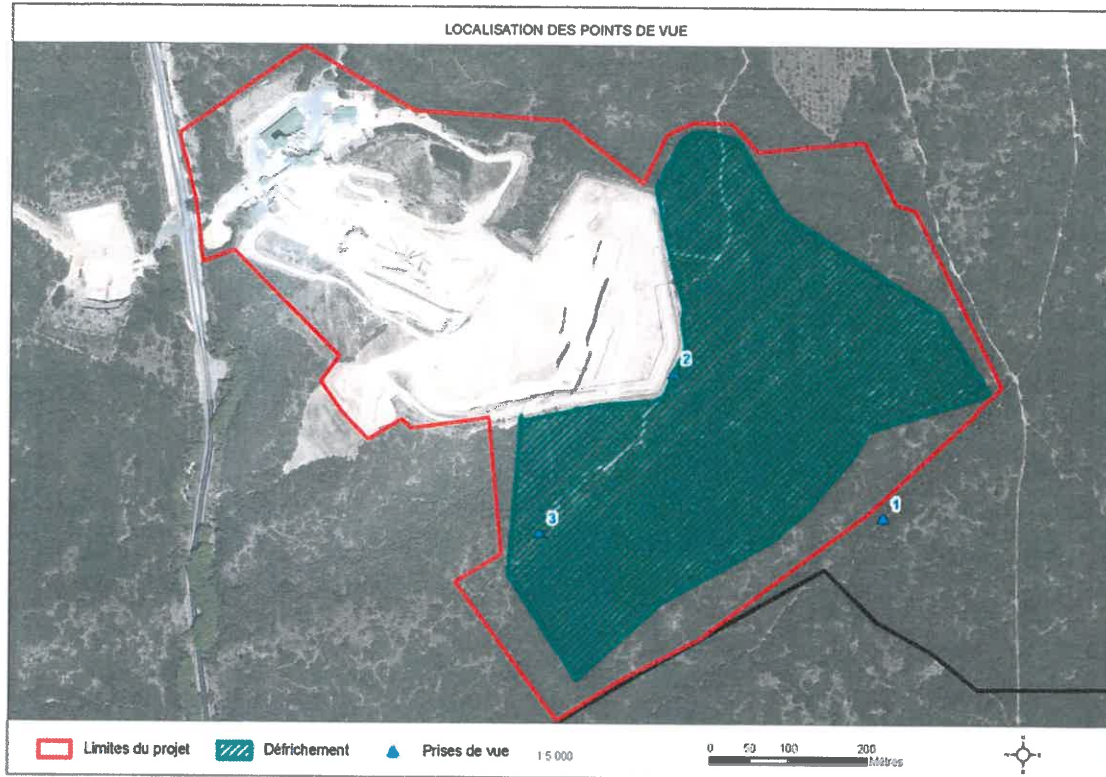 LOCALISATION DES POINTS DE VUE
2
1
3
Limites du projet
Défrichement
Prises de vue
1:5 000
0 50 100 200
Mètres